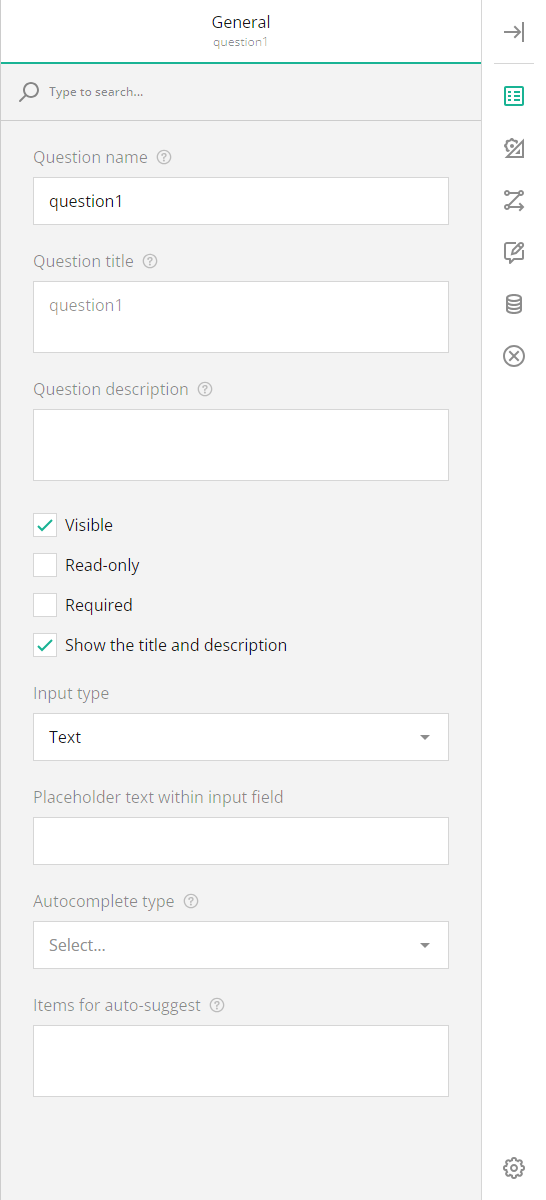 General
question1
Type to search...
Question name
question1
Question title
question1
Question description
Visible
Read-only
Required
Show the title and description
Input type
Text
Placeholder text within input field
Autocomplete type
Select...
Items for auto-suggest